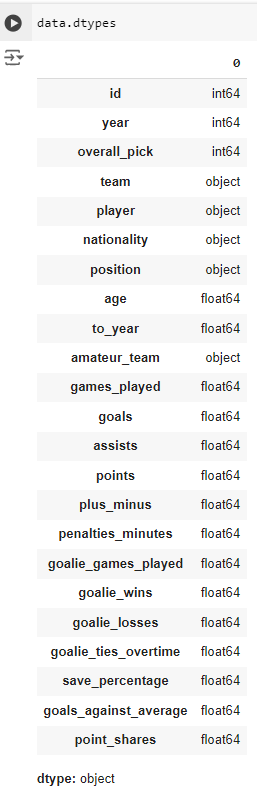 data.dtypes
0
id int64
year int64
overall_pick int64
team object
player object
nationality object
position object
age float64
to_year float64
amateur_team object
games_played float64
goals float64
assists float64
points float64
plus_minus float64
penalties_minutes float64
goalie_games_played float64
goalie_wins float64
goalie_losses float64
goalie_ties_overtime float64
save_percentage float64
goals_against_average float64
point_shares float64
dtype: object